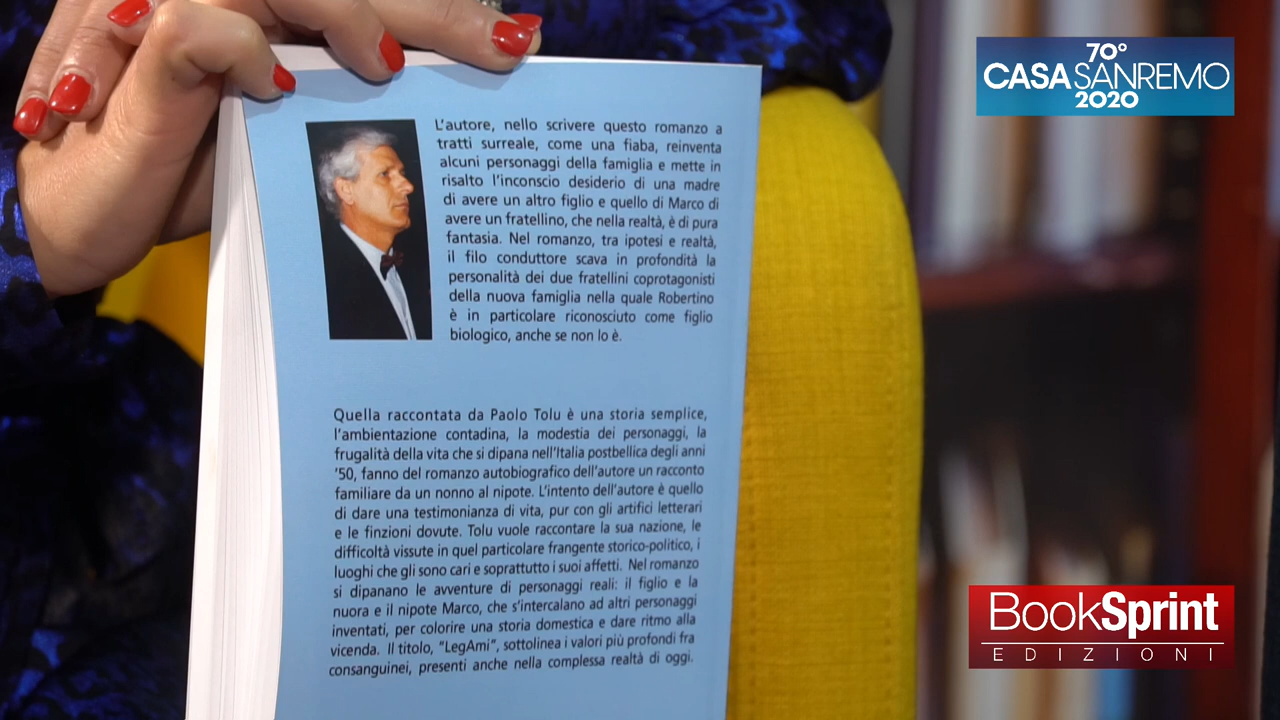 70°
CASASANREMO
2020
L'autore, nello scrivere questo romanzo a
tratti surreale, come una fiaba, reinventa
alcuni personaggi della famiglia e mette in
risalto l'inconscio desiderio di una madre
di avere un altro figlio e quello di Marco di
avere un fratellino, che nella realtà, è di pura
fantasia. Nel romanzo, tra ipotesi e realtà,
il filo conduttore scava in profondità la
personalità dei due fratellini coprotagonisti
della nuova famiglia nella quale Robertino
è in particolare riconosciuto come figlio
biologico, anche se non lo è.
Quella raccontata da Paolo Tolu è una storia semplice,
l'ambientazione contadina, la modestia dei personaggi, la
frugalità della vita che si dipana nell'Italia postbellica degli anni
'50, fanno del romanzo autobiografico dell'autore un racconto
familiare da un nonno al nipote. L'intento dell'autore è quello
di dare una testimonianza di vita, pur con gli artifici letterari
e le finzioni dovute. Tolu vuole raccontare la sua nazione, le
difficoltà vissute in quel particolare frangente storico-politico, i
luoghi che gli sono cari e soprattutto i suoi affetti. Nel romanzo
si dipanano le avventure di personaggi reali: il figlio e la
nuora e il nipote Marco, che s'intercalano ad altri personaggi
inventati, per colorire una storia domestica e dare ritmo alla
vicenda. Il titolo, "LegAmi", sottolinea i valori più profondi fra
consanguinei, presenti anche nella complessa realtà di oggi.
BookSprint
EDIZIONI